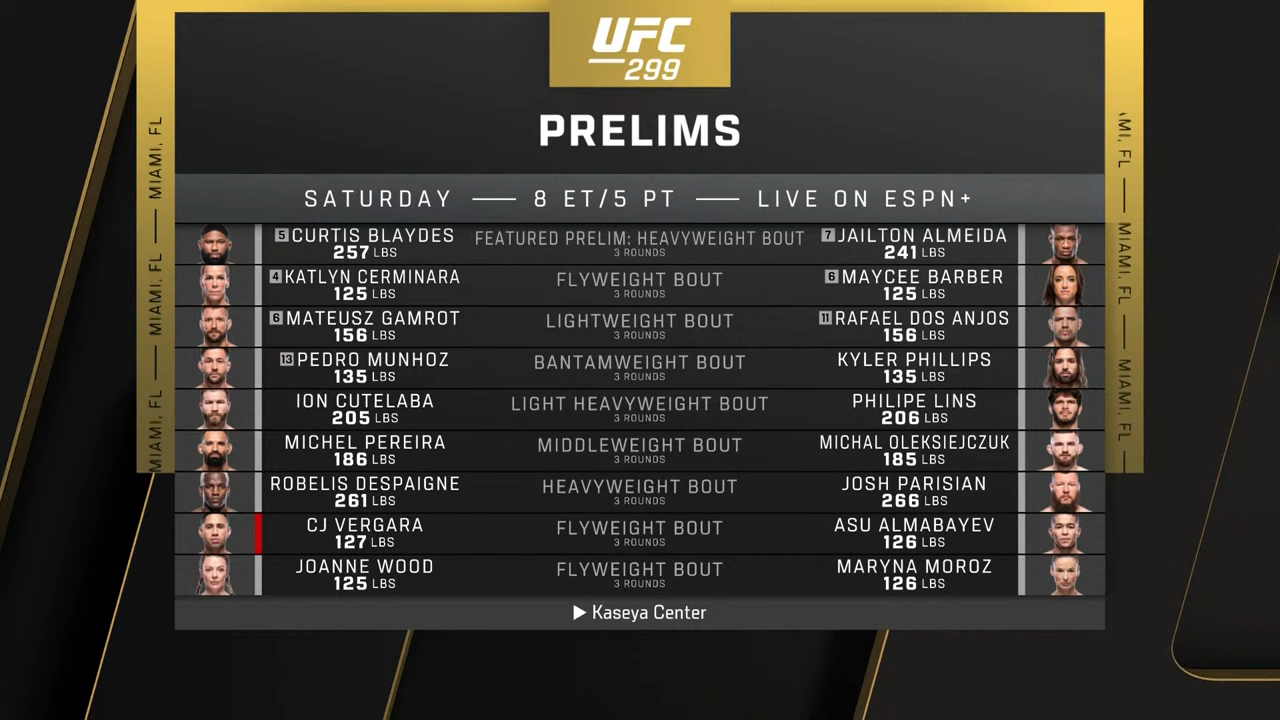 UFC
299
PRELIMS
SATURDAY — 8 ET/5 PT — LIVE ON ESPN+
5 CURTIS BLAYDES FEATURED PRELIM: HEAVYWEIGHT BOUT 7 JAILTON ALMEIDA
257 LBS 3 ROUNDS 241 LBS
4 KATLYN CERMINARA FLYWEIGHT BOUT 6 MAYCEE BARBER
125 LBS 3 ROUNDS 125 LBS
6 MATEUSZ GAMROT LIGHTWEIGHT BOUT 11 RAFAEL DOS ANJOS
156 LBS 3 ROUNDS 156 LBS
13 PEDRO MUNHOZ BANTAMWEIGHT BOUT KYLER PHILLIPS
135 LBS 3 ROUNDS 135 LBS
ION CUTELABA LIGHT HEAVYWEIGHT BOUT PHILIPE LINS
205 LBS 3 ROUNDS 206 LBS
MICHEL PEREIRA MIDDLEWEIGHT BOUT MICHAL OLEKSIEJCZUK
186 LBS 3 ROUNDS 185 LBS
ROBELIS DESPAIGNE HEAVYWEIGHT BOUT JOSH PARISIAN
261 LBS 3 ROUNDS 266 LBS
CJ VERGARA FLYWEIGHT BOUT ASU ALMABAYEV
127 LBS 3 ROUNDS 126 LBS
JOANNE WOOD FLYWEIGHT BOUT MARYNA MOROZ
125 LBS 3 ROUNDS 126 LBS
▶ Kaseya Center
MIAMI, FL — MIAMI, FL — MIAMI, FL
MI, FL — MIAMI, FL — MIAMI, FL —